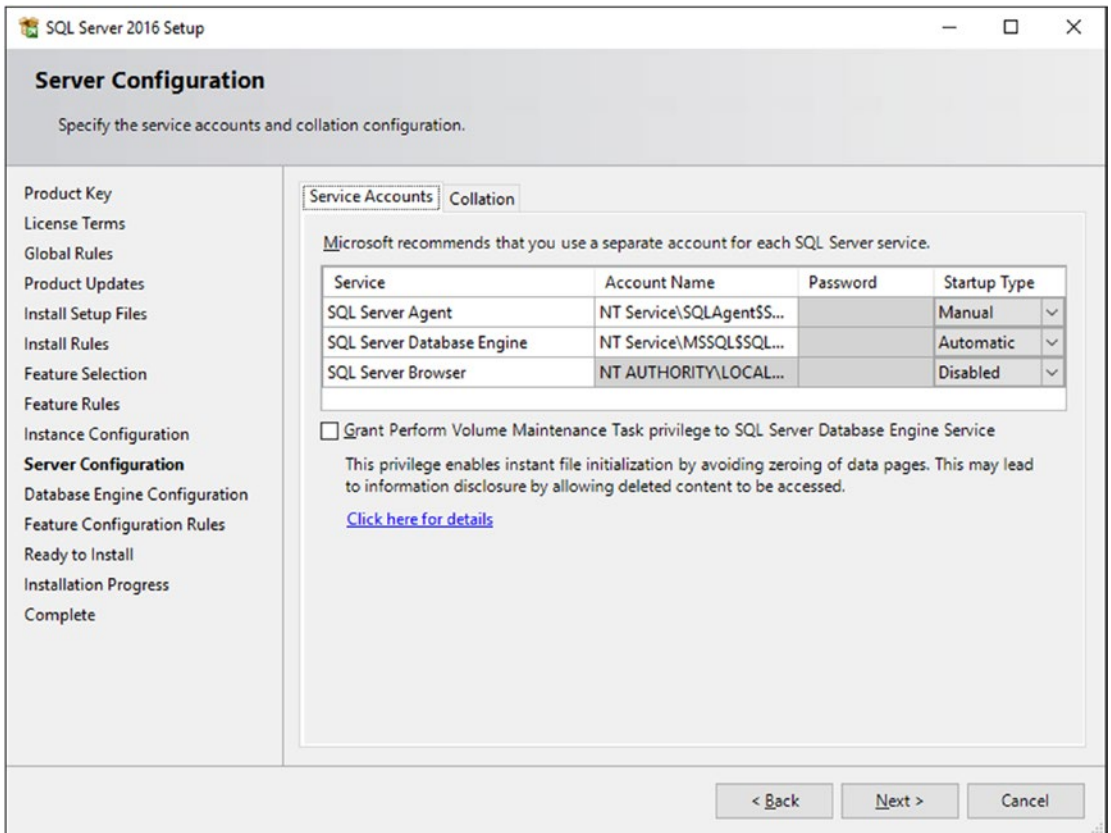 SQL Server 2016 Setup
Server Configuration
Specify the service accounts and collation configuration.
Product Key
License Terms
Global Rules
Product Updates
Install Setup Files
Install Rules
Feature Selection
Feature Rules
Instance Configuration
Server Configuration
Database Engine Configuration
Feature Configuration Rules
Ready to Install
Installation Progress
Complete
Service Accounts Collation
Microsoft recommends that you use a separate account for each SQL Server service.
Service Account Name Password Startup Type
SQL Server Agent NT Service\SQLAgent$S... Manual
SQL Server Database Engine NT Service\MSSQL$SQL... Automatic
SQL Server Browser NT AUTHORITY\LOCAL... Disabled
Grant Perform Volume Maintenance Task privilege to SQL Server Database Engine Service
This privilege enables instant file initialization by avoiding zeroing of data pages. This may lead
to information disclosure by allowing deleted content to be accessed.
Click here for details
< Back Next > Cancel